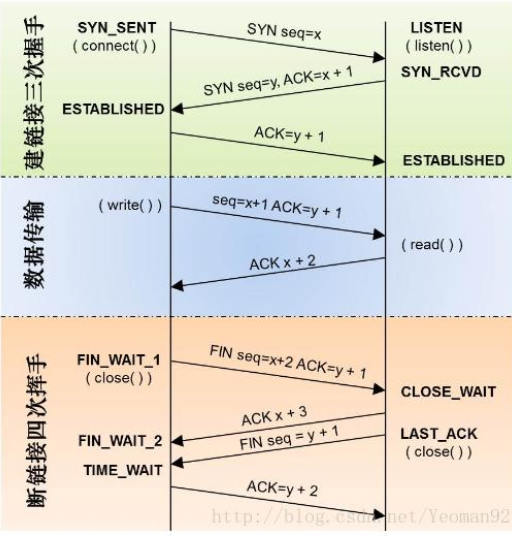 建链接三次握手
SYN_SENT
( connect( ) )
SYN seq=x
LISTEN
( listen( ) )
SYN_RCVD
SYN seq=y, ACK=x + 1
ESTABLISHED
ACK=y + 1
ESTABLISHED
数据传输
( write( ) )
seq=x+1 ACK=y + 1
( read( ) )
ACK x + 2
断链接四次挥手
FIN_WAIT_1
( close( ) )
FIN seq=x+2 ACK=y + 1
CLOSE_WAIT
ACK x + 3
FIN_WAIT_2
FIN seq = y + 1
LAST_ACK
( close( ) )
TIME_WAIT
ACK=y + 2
http://blog.csdn.net/Yeoman92